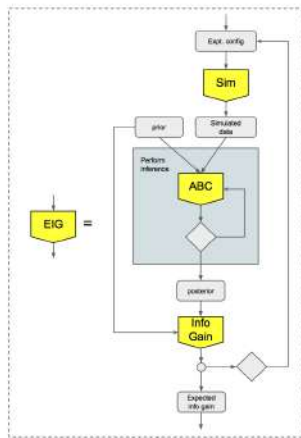 Expt. config
Sim
prior
Simulated
data
Perform
inference
ABC
EIG
=
posterior
Info
Gain
Expected
info gain